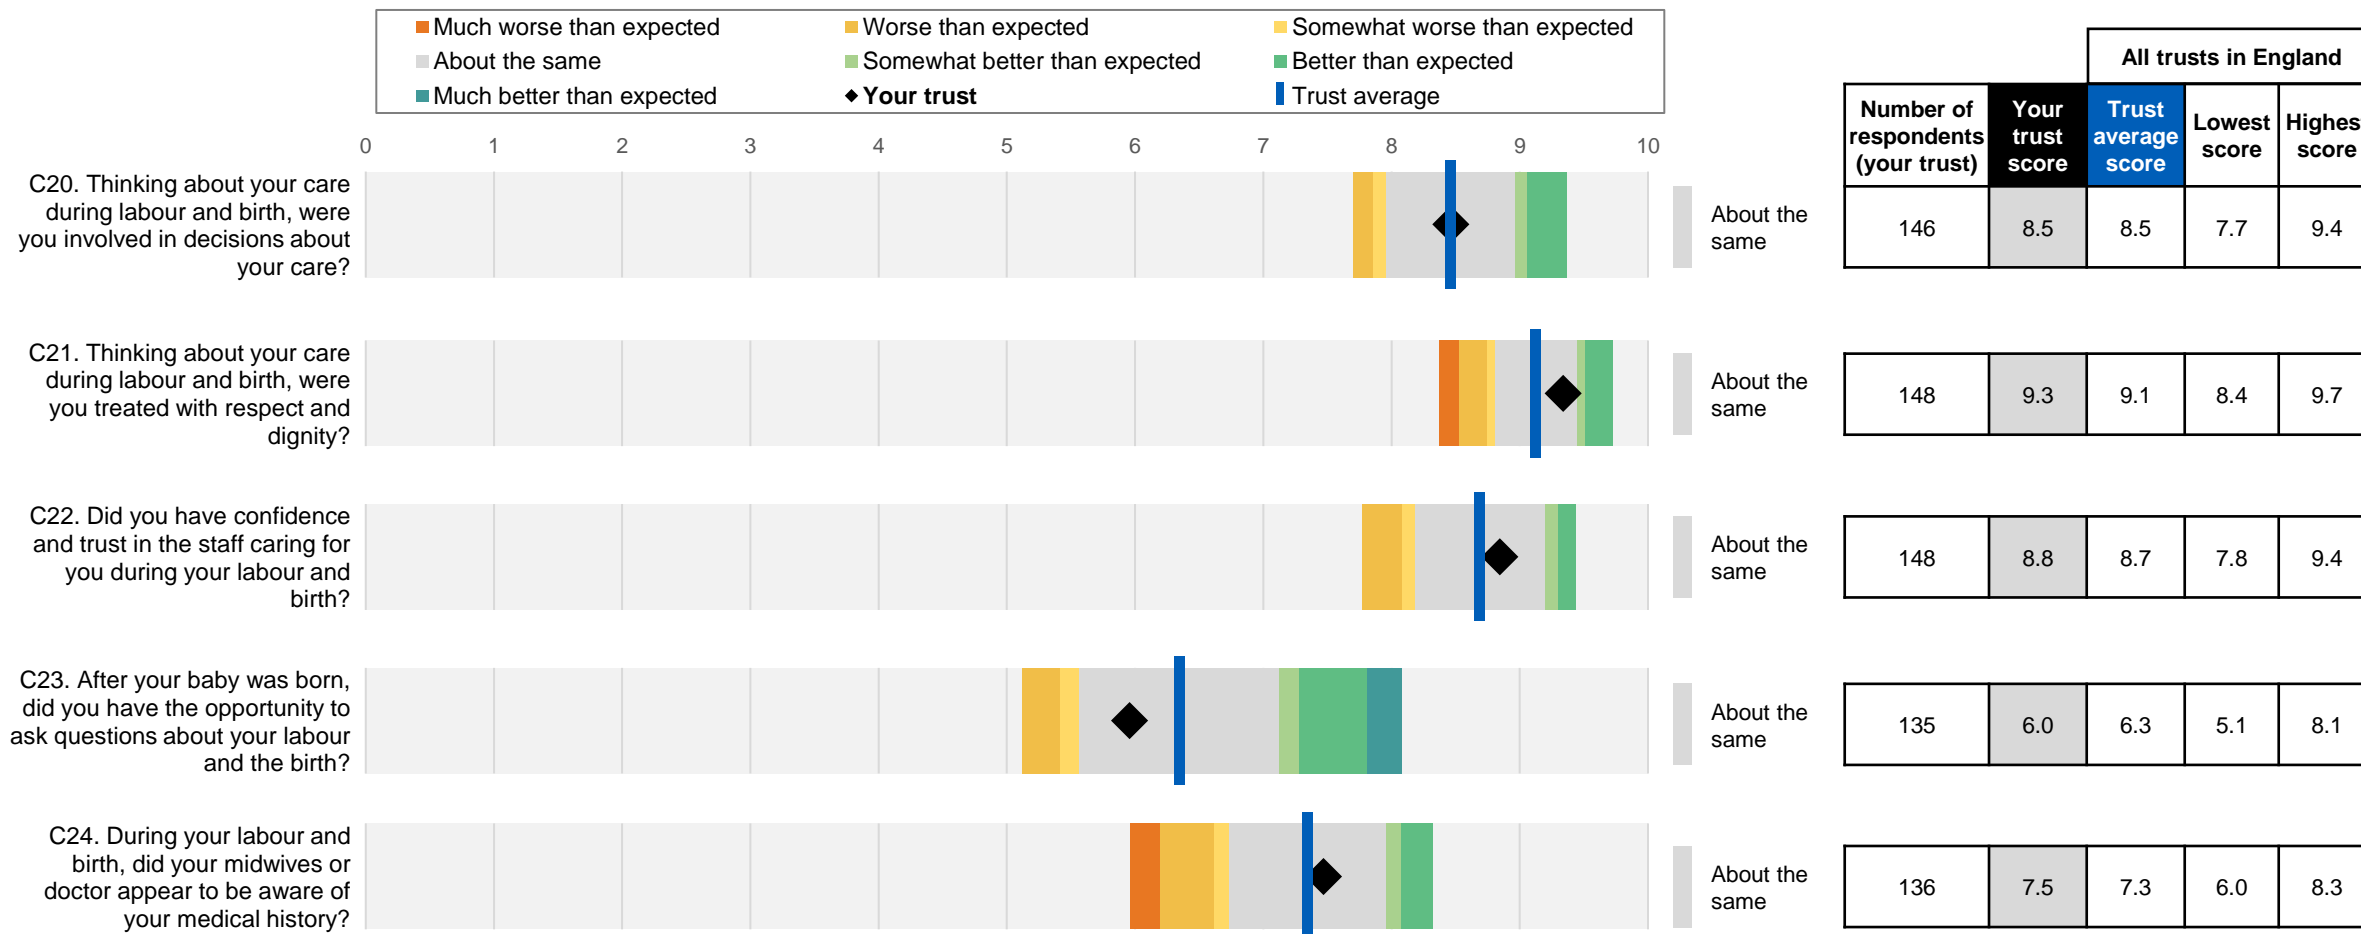 Much worse than expected
Worse than expected
Somewhat worse than expected
About the same
Somewhat better than expected
Better than expected
Much better than expected
Your trust
Trust average
All trusts in England
Number of
respondents
(your trust)
Your
trust
score
Trust
average
score
Lowest
score
Highest
score
0 1 2 3 4 5 6 7 8 9 10
C20. Thinking about your care
during labour and birth, were
you involved in decisions about
your care?
About the
same
146 8.5 8.5 7.7 9.4
C21. Thinking about your care
during labour and birth, were
you treated with respect and
dignity?
About the
same
148 9.3 9.1 8.4 9.7
C22. Did you have confidence
and trust in the staff caring for
you during your labour and
birth?
About the
same
148 8.8 8.7 7.8 9.4
C23. After your baby was born,
did you have the opportunity to
ask questions about your labour
and the birth?
About the
same
135 6.0 6.3 5.1 8.1
C24. During your labour and
birth, did your midwives or
doctor appear to be aware of
your medical history?
About the
same
136 7.5 7.3 6.0 8.3